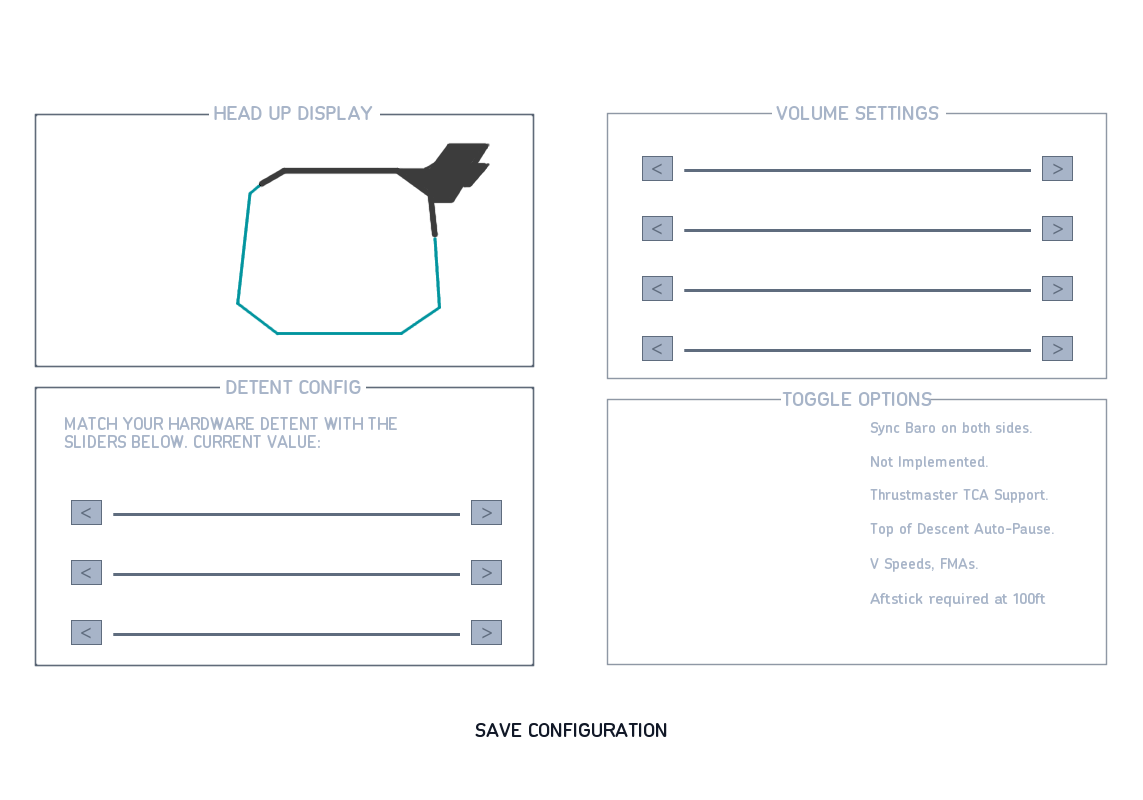 HEAD UP DISPLAY
DETENT CONFIG
MATCH YOUR HARDWARE DETENT WITH THE
SLIDERS BELOW. CURRENT VALUE:
< >
< >
< >
VOLUME SETTINGS
< >
< >
< >
< >
TOGGLE OPTIONS
Sync Baro on both sides.
Not Implemented.
Thrustmaster TCA Support.
Top of Descent Auto-Pause.
V Speeds, FMAs.
Aftstick required at 100ft
SAVE CONFIGURATION